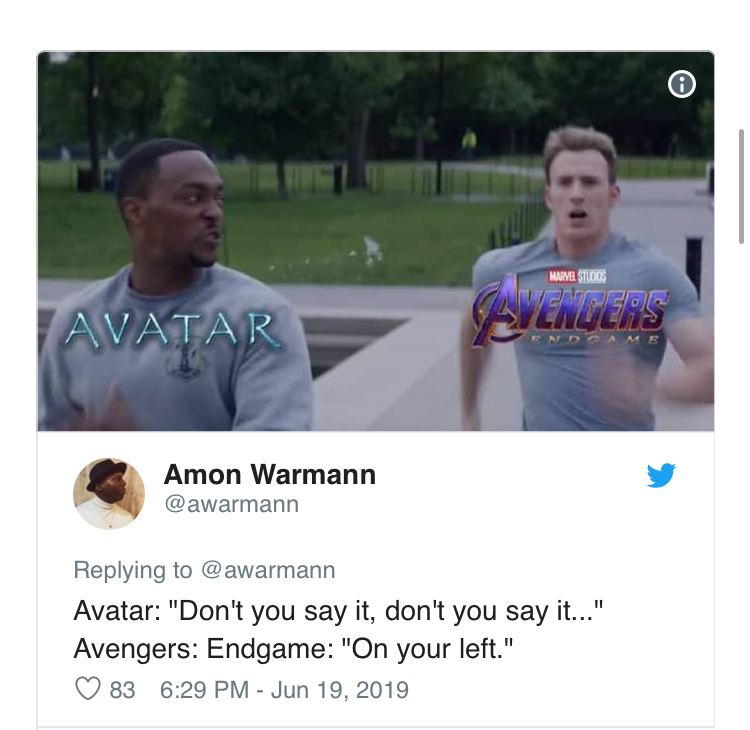 AVATAR
MARVEL STUDIOS
AVENGERS
ENDGAME
Amon Warmann
@awarmann
Replying to @awarmann
Avatar: "Don't you say it, don't you say it..."
Avengers: Endgame: "On your left."
83 6:29 PM - Jun 19, 2019